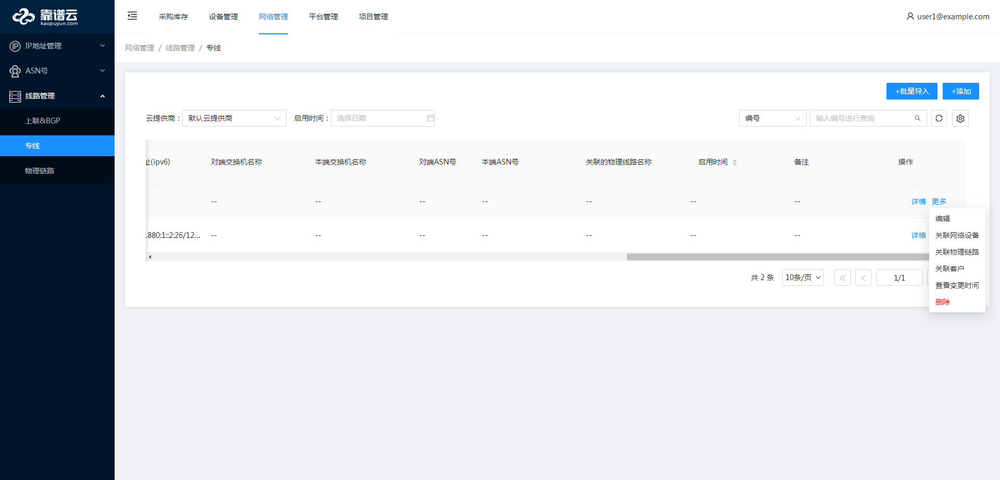 靠谱云
kaopuyun.com
采购库存 设备管理 网络管理 平台管理 项目管理
user1@example.com
IP地址管理
ASN号
线路管理
上联&BGP
专线
物理链路
网络管理 / 线路管理 / 专线
+批量导入 +添加
云提供商： 默认云提供商 启用时间： 选择日期 编号 输入编号进行查询
址(ipv6) 对端交换机名称 本端交换机名称 对端ASN号 本端ASN号 关联的物理线路名称 启用时间 备注 操作
-- -- -- -- -- -- -- 详情 更多
1880:1::2:26/12... -- -- -- -- -- -- -- 详情
共 2 条 10条/页 1/1
编辑
关联网络设备
关联物理链路
关联客户
查看变更时间
删除